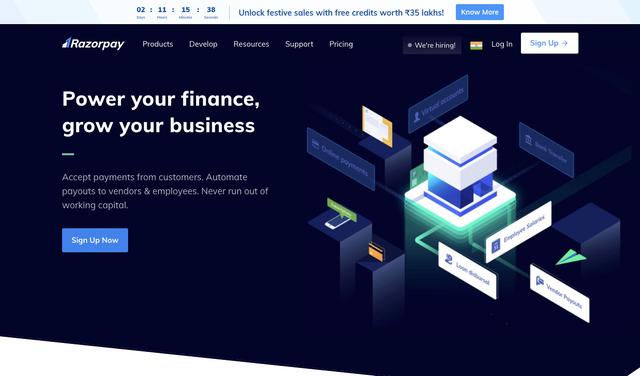 02 : 11 : 15 : 38
Days Hours Minutes Seconds
Unlock festive sales with free credits worth ₹35 lakhs!
Know More
Razorpay
Products
Develop
Resources
Support
Pricing
We're hiring!
Log In
Sign Up →
Power your finance,
grow your business
Accept payments from customers. Automate
payouts to vendors & employees. Never run out of
working capital.
Sign Up Now
Virtual accounts
Online payments
Bank Transfer
Employee Salaries
Loan disbursal
Vendor Payouts